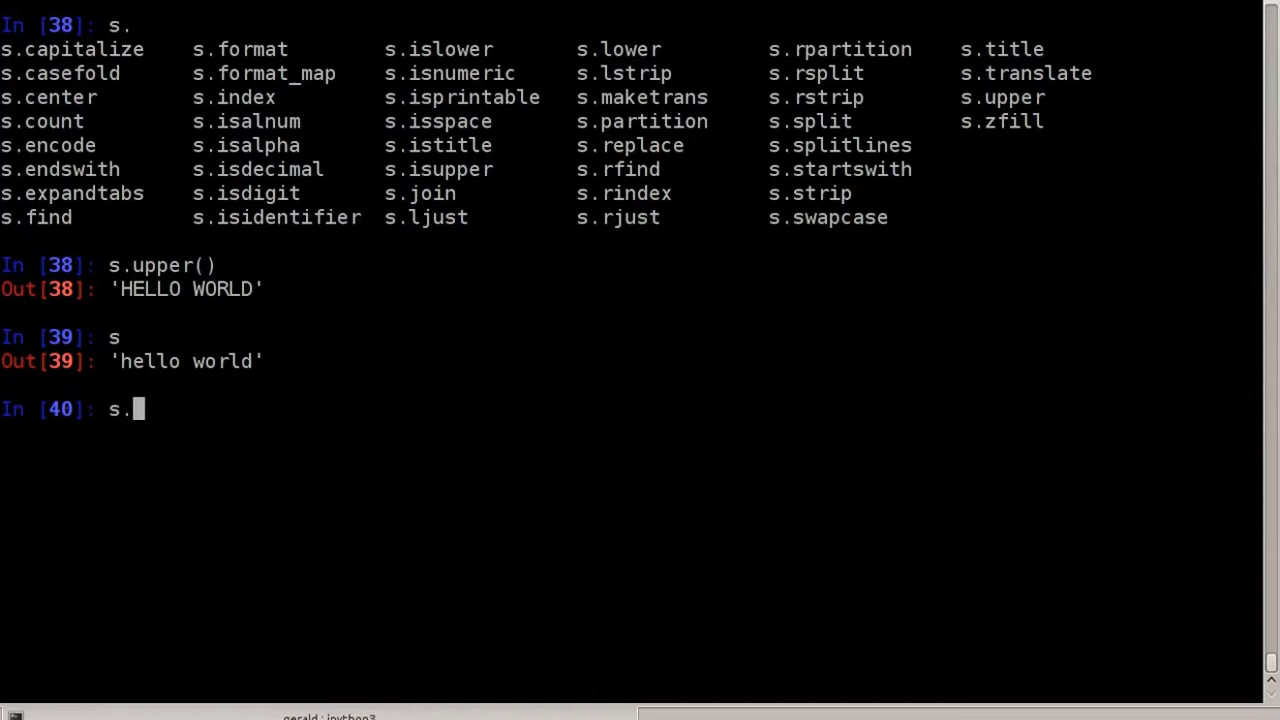 In [38]: s.
s.capitalize s.format s.islower s.lower s.rpartition s.title
s.casefold s.format_map s.isnumeric s.lstrip s.rsplit s.translate
s.center s.index s.isprintable s.maketrans s.rstrip s.upper
s.count s.isalnum s.isspace s.partition s.split s.zfill
s.encode s.isalpha s.istitle s.replace s.splitlines
s.endswith s.isdecimal s.isupper s.rfind s.startswith
s.expandtabs s.isdigit s.join s.rindex s.strip
s.find s.isidentifier s.ljust s.rjust s.swapcase
In [38]: s.upper()
Out[38]: 'HELLO WORLD'
In [39]: s
Out[39]: 'hello world'
In [40]: s.
gerald : ipython3